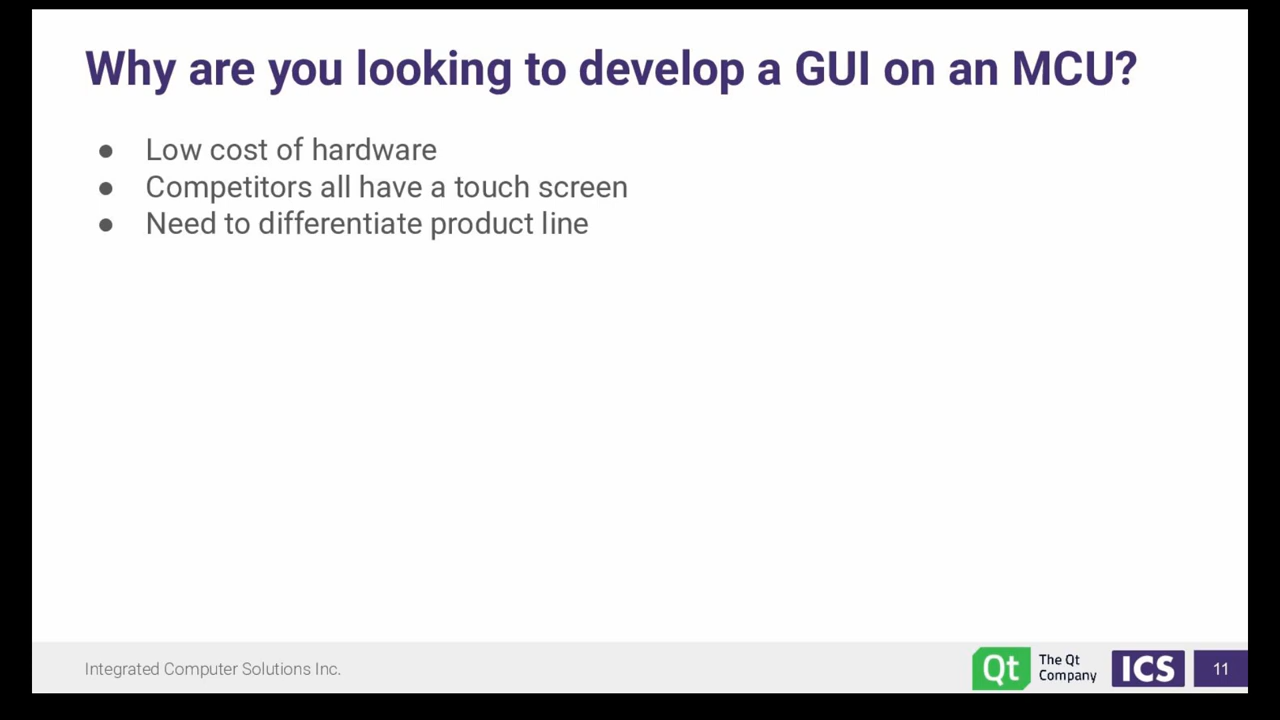 Why are you looking to develop a GUI on an MCU?
● Low cost of hardware
● Competitors all have a touch screen
● Need to differentiate product line
Integrated Computer Solutions Inc.
Qt
The Qt
Company
ICS
11